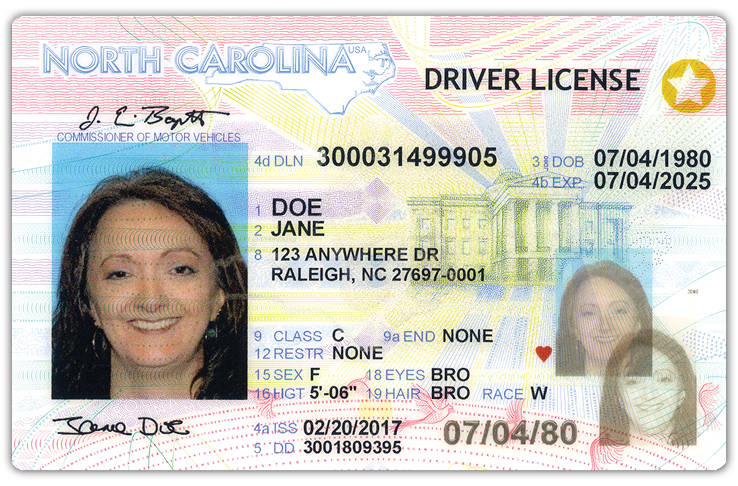 NORTH CAROLINA USA
DRIVER LICENSE
COMMISSIONER OF MOTOR VEHICLES
4d DLN 300031499905
3 DOB 07/04/1980
4b EXP 07/04/2025
1 DOE
2 JANE
8 123 ANYWHERE DR
RALEIGH, NC 27697-0001
9 CLASS C 9a END NONE
12 RESTR NONE
15 SEX F 18 EYES BRO
16 HGT 5'-06" 19 HAIR BRO RACE W
4a ISS 02/20/2017
5 DD 3001809395
07/04/80
Jane Doe